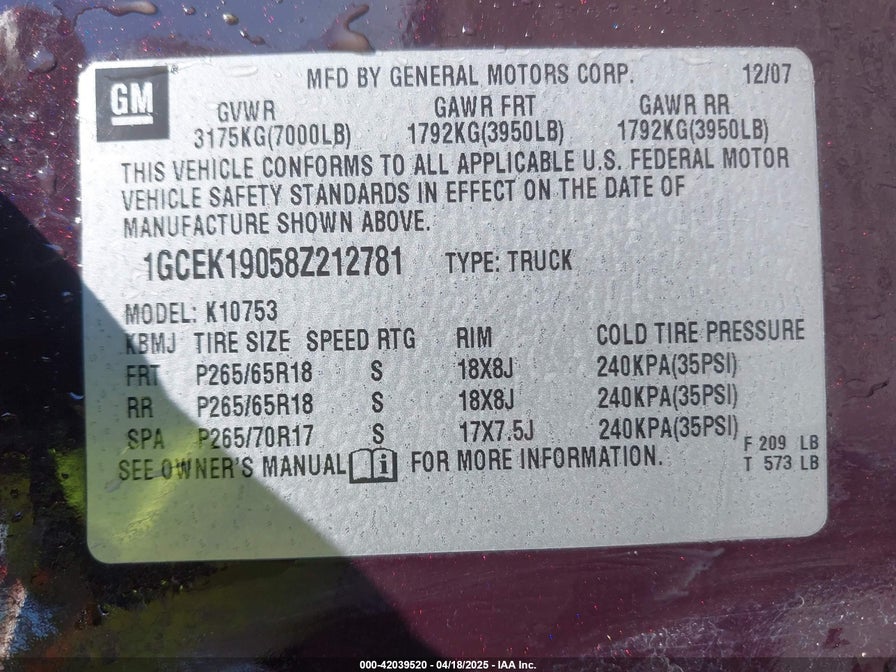 GM
MFD BY GENERAL MOTORS CORP. 12/07
GVWR GAWR FRT GAWR RR
3175KG(7000LB) 1792KG(3950LB) 1792KG(3950LB)
THIS VEHICLE CONFORMS TO ALL APPLICABLE U.S. FEDERAL MOTOR
VEHICLE SAFETY STANDARDS IN EFFECT ON THE DATE OF
MANUFACTURE SHOWN ABOVE.
1GCEK19058Z212781 TYPE: TRUCK
MODEL: K10753
KBMJ TIRE SIZE SPEED RTG RIM COLD TIRE PRESSURE
FRT P265/65R18 S 18X8J 240KPA(35PSI)
RR P265/65R18 S 18X8J 240KPA(35PSI)
SPA P265/70R17 S 17X7.5J 240KPA(35PSI)
F 209 LB
SEE OWNER'S MANUAL i FOR MORE INFORMATION. T 573 LB
000-42039520 - 04/18/2025 - IAA Inc.